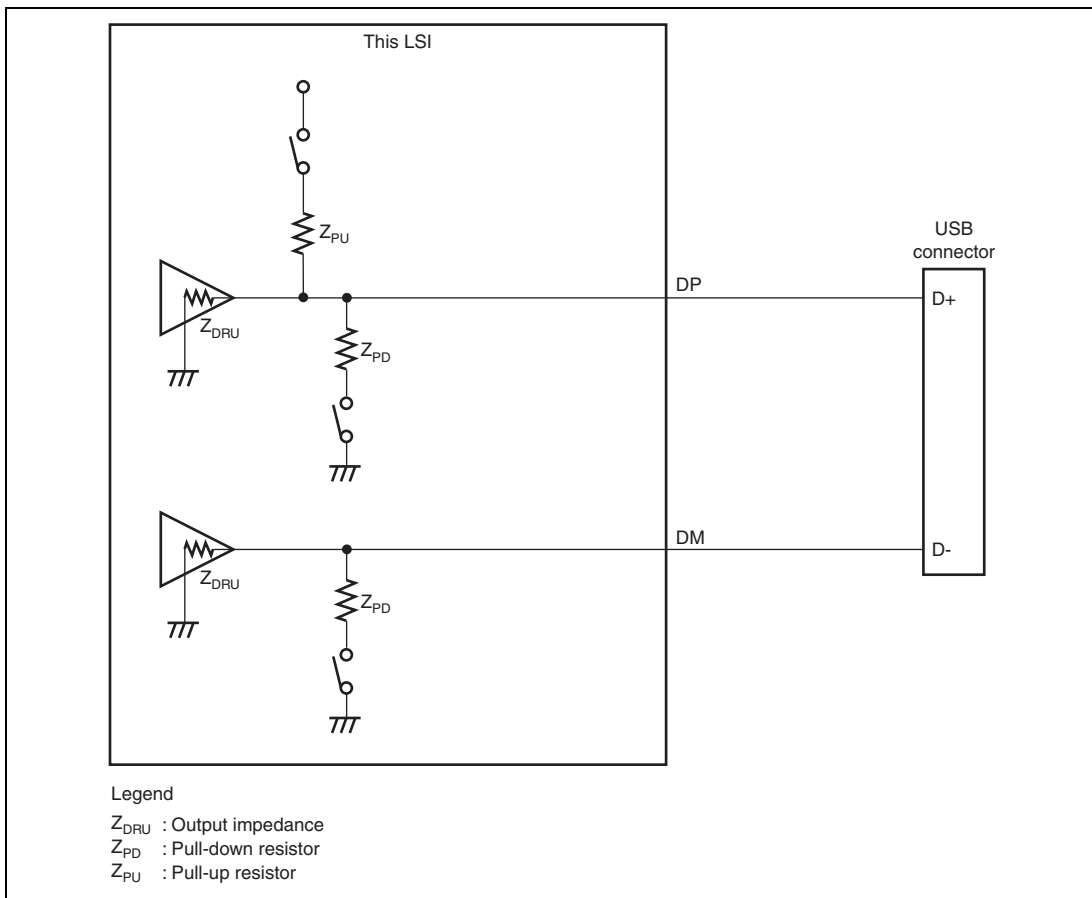 This LSI
Z_PU
USB
connector
DP
D+
Z_DRU
Z_PD
DM
D-
Z_DRU
Z_PD
Legend
Z_DRU : Output impedance
Z_PD : Pull-down resistor
Z_PU : Pull-up resistor